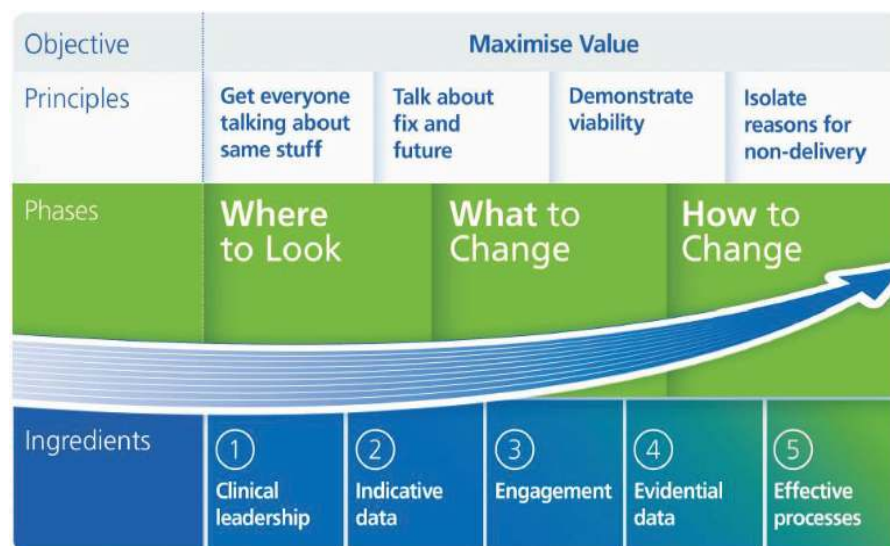 Objective
Maximise Value
Principles
Get everyone
talking about
same stuff
Talk about
fix and
future
Demonstrate
viability
Isolate
reasons for
non-delivery
Phases
Where
to Look
What to
Change
How to
Change
Ingredients
1
Clinical
leadership
2
Indicative
data
3
Engagement
4
Evidential
data
5
Effective
processes